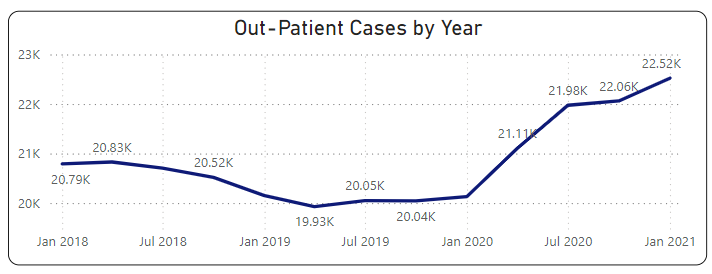 Out-Patient Cases by Year
23K
22K
21K
20K
20.79K
20.83K
20.52K
19.93K
20.05K
20.04K
21.11K
21.98K
22.06K
22.52K
Jan 2018
Jul 2018
Jan 2019
Jul 2019
Jan 2020
Jul 2020
Jan 2021